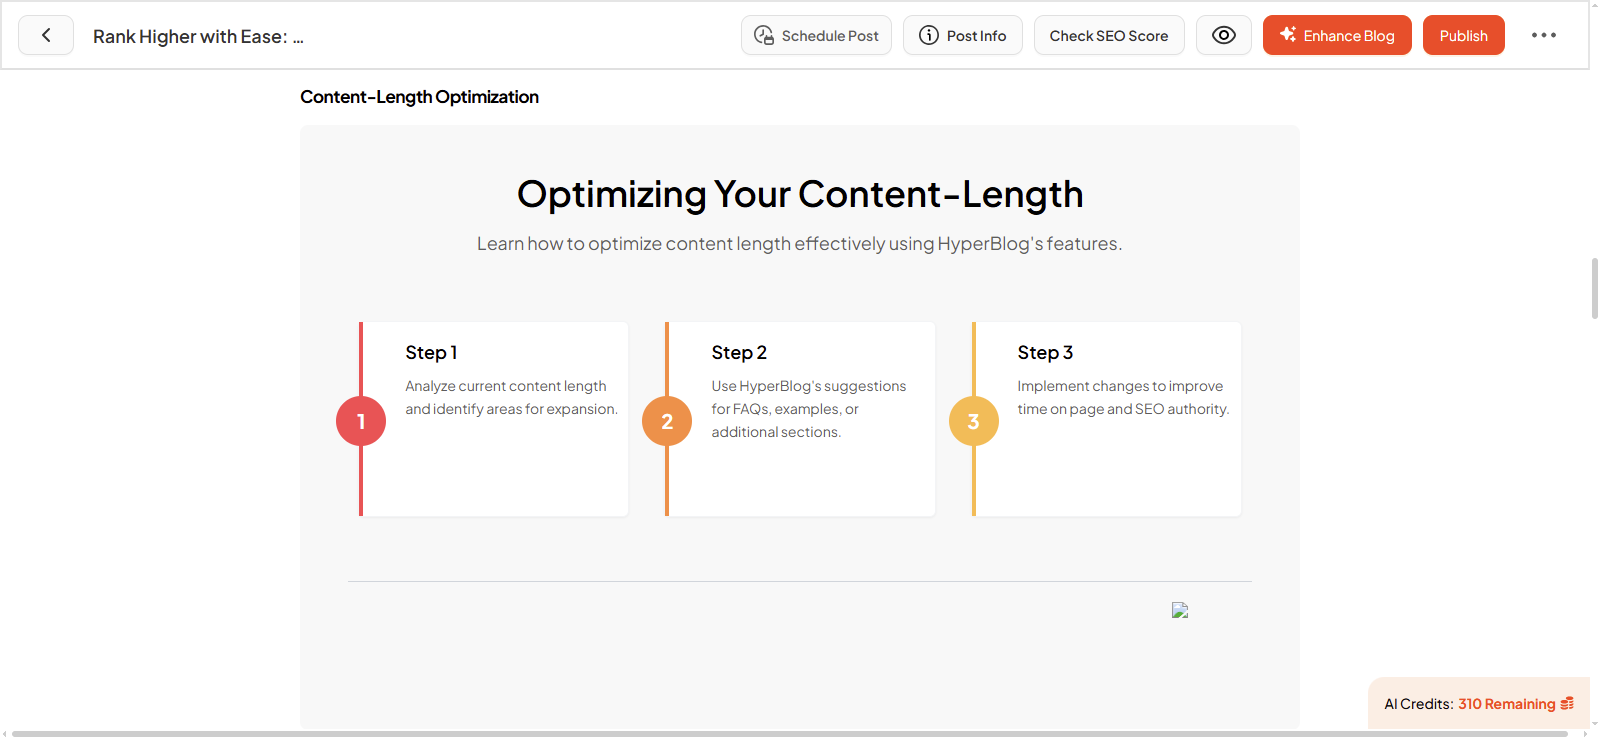 Rank Higher with Ease: ...
Schedule Post
Post Info
Check SEO Score
Enhance Blog
Publish
Content-Length Optimization
Optimizing Your Content-Length
Learn how to optimize content length effectively using HyperBlog's features.
1
Step 1
Analyze current content length
and identify areas for expansion.
2
Step 2
Use HyperBlog's suggestions
for FAQs, examples, or
additional sections.
3
Step 3
Implement changes to improve
time on page and SEO authority.
AI Credits: 310 Remaining